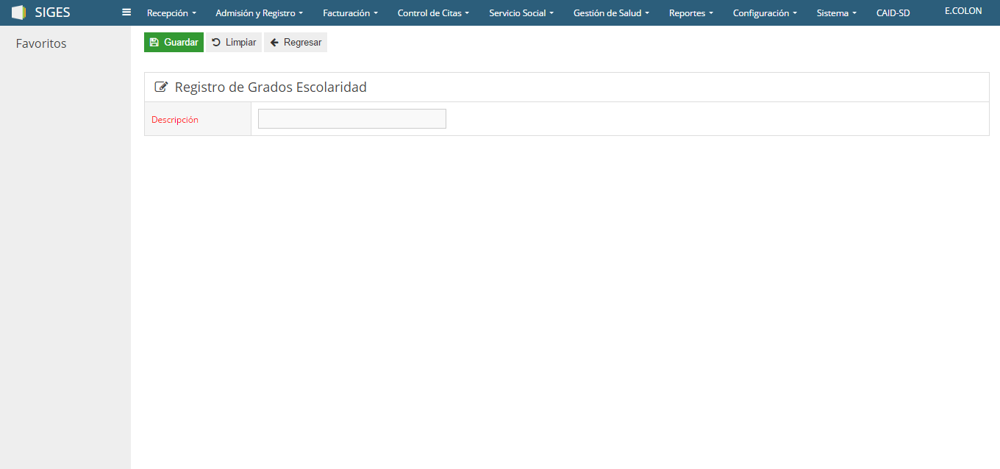 SIGES Recepción Admisión y Registro Facturación Control de Citas Servicio Social Gestión de Salud Reportes Configuración Sistema CAID-SD E.COLON
Favoritos
Guardar Limpiar Regresar
Registro de Grados Escolaridad
Descripción